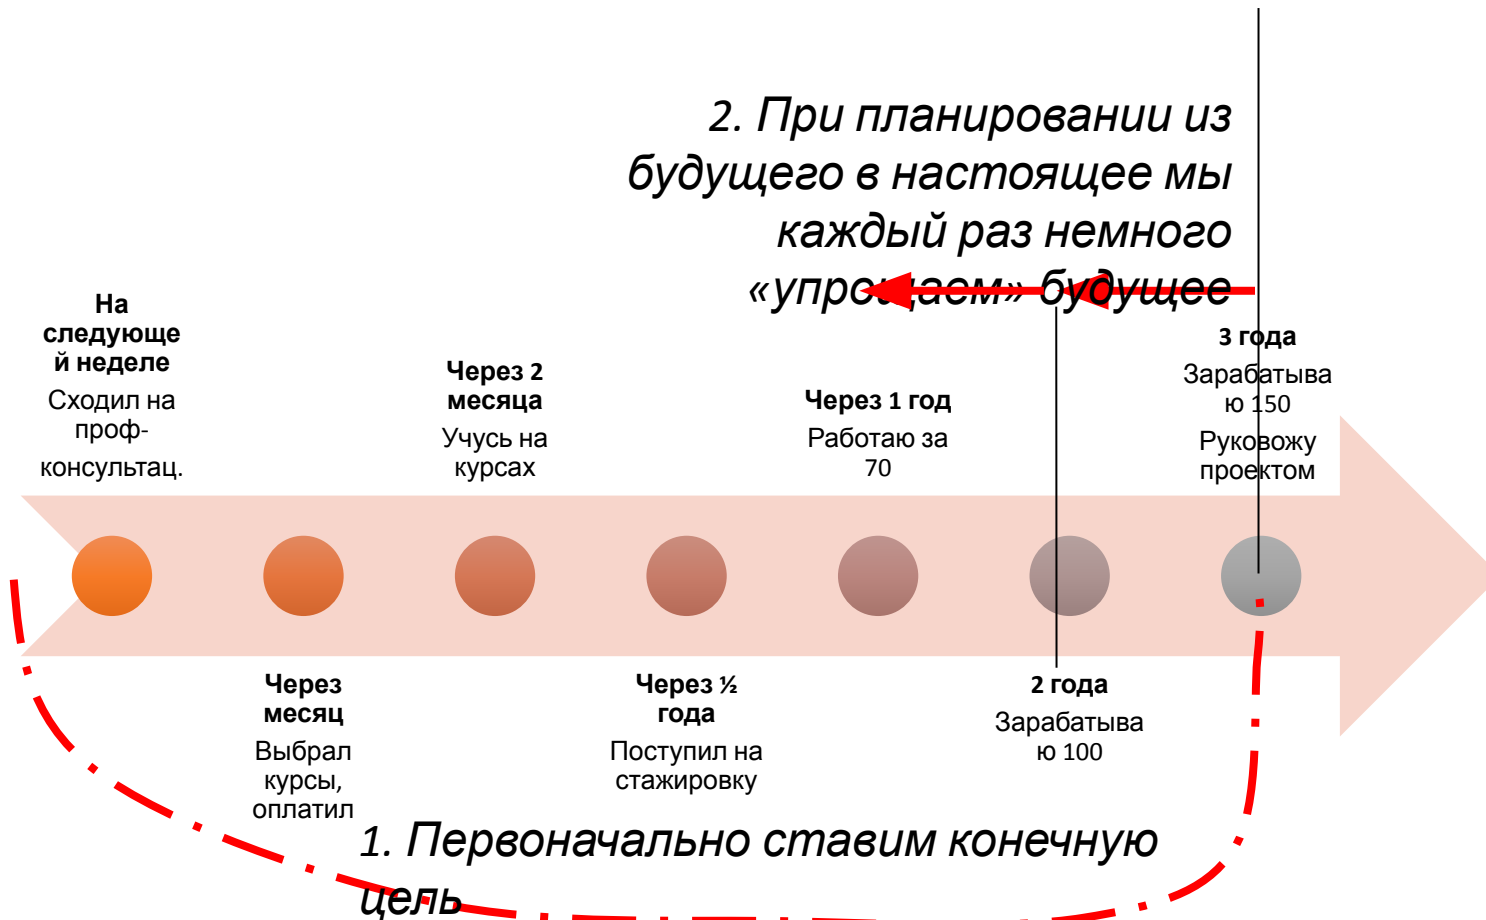 2. При планировании из
будущего в настоящее мы
каждый раз немного
«упрощаем» будущее
На
следующе
й неделе
Сходил на
проф-
консультац.
Через 2
месяца
Учусь на
курсах
Через 1 год
Работаю за
70
3 года
Зарабатыва
ю 150
Руковожу
проектом
Через
месяц
Выбрал
курсы,
оплатил
Через ½
года
Поступил на
стажировку
2 года
Зарабатыва
ю 100
1. Первоначально ставим конечную
цель